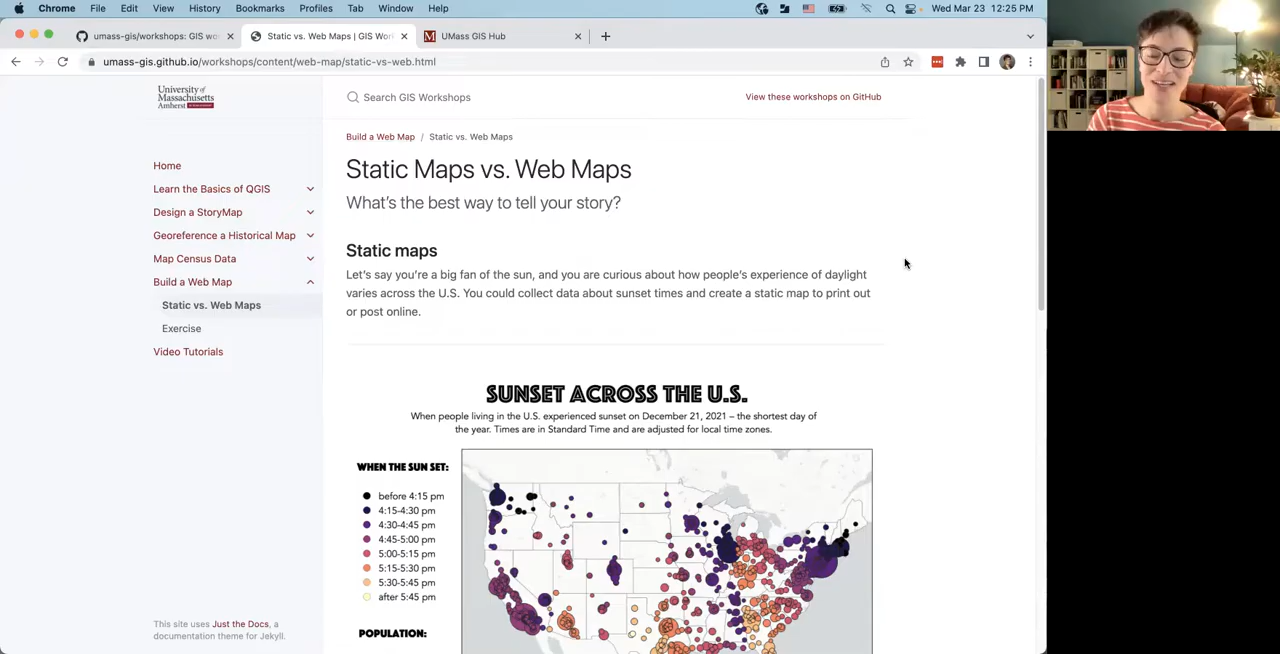 Chrome File Edit View History Bookmarks Profiles Tab Window Help Wed Mar 23 12:25 PM
umass-gis/workshops: GIS wo
Static vs. Web Maps | GIS Wor
UMass GIS Hub
umass-gis.github.io/workshops/content/web-map/static-vs-web.html
University of
Massachusetts
Amherst
Search GIS Workshops
View these workshops on GitHub
Home
Learn the Basics of QGIS
Design a StoryMap
Georeference a Historical Map
Map Census Data
Build a Web Map
Static vs. Web Maps
Exercise
Video Tutorials
This site uses Just the Docs, a
documentation theme for Jekyll.
Build a Web Map / Static vs. Web Maps
Static Maps vs. Web Maps
What's the best way to tell your story?
Static maps
Let's say you're a big fan of the sun, and you are curious about how people's experience of daylight
varies across the U.S. You could collect data about sunset times and create a static map to print out
or post online.
SUNSET ACROSS THE U.S.
When people living in the U.S. experienced sunset on December 21, 2021 – the shortest day of
the year. Times are in Standard Time and are adjusted for local time zones.
WHEN THE SUN SET:
before 4:15 pm
4:15-4:30 pm
4:30-4:45 pm
4:45-5:00 pm
5:00-5:15 pm
5:15-5:30 pm
5:30-5:45 pm
after 5:45 pm
POPULATION: